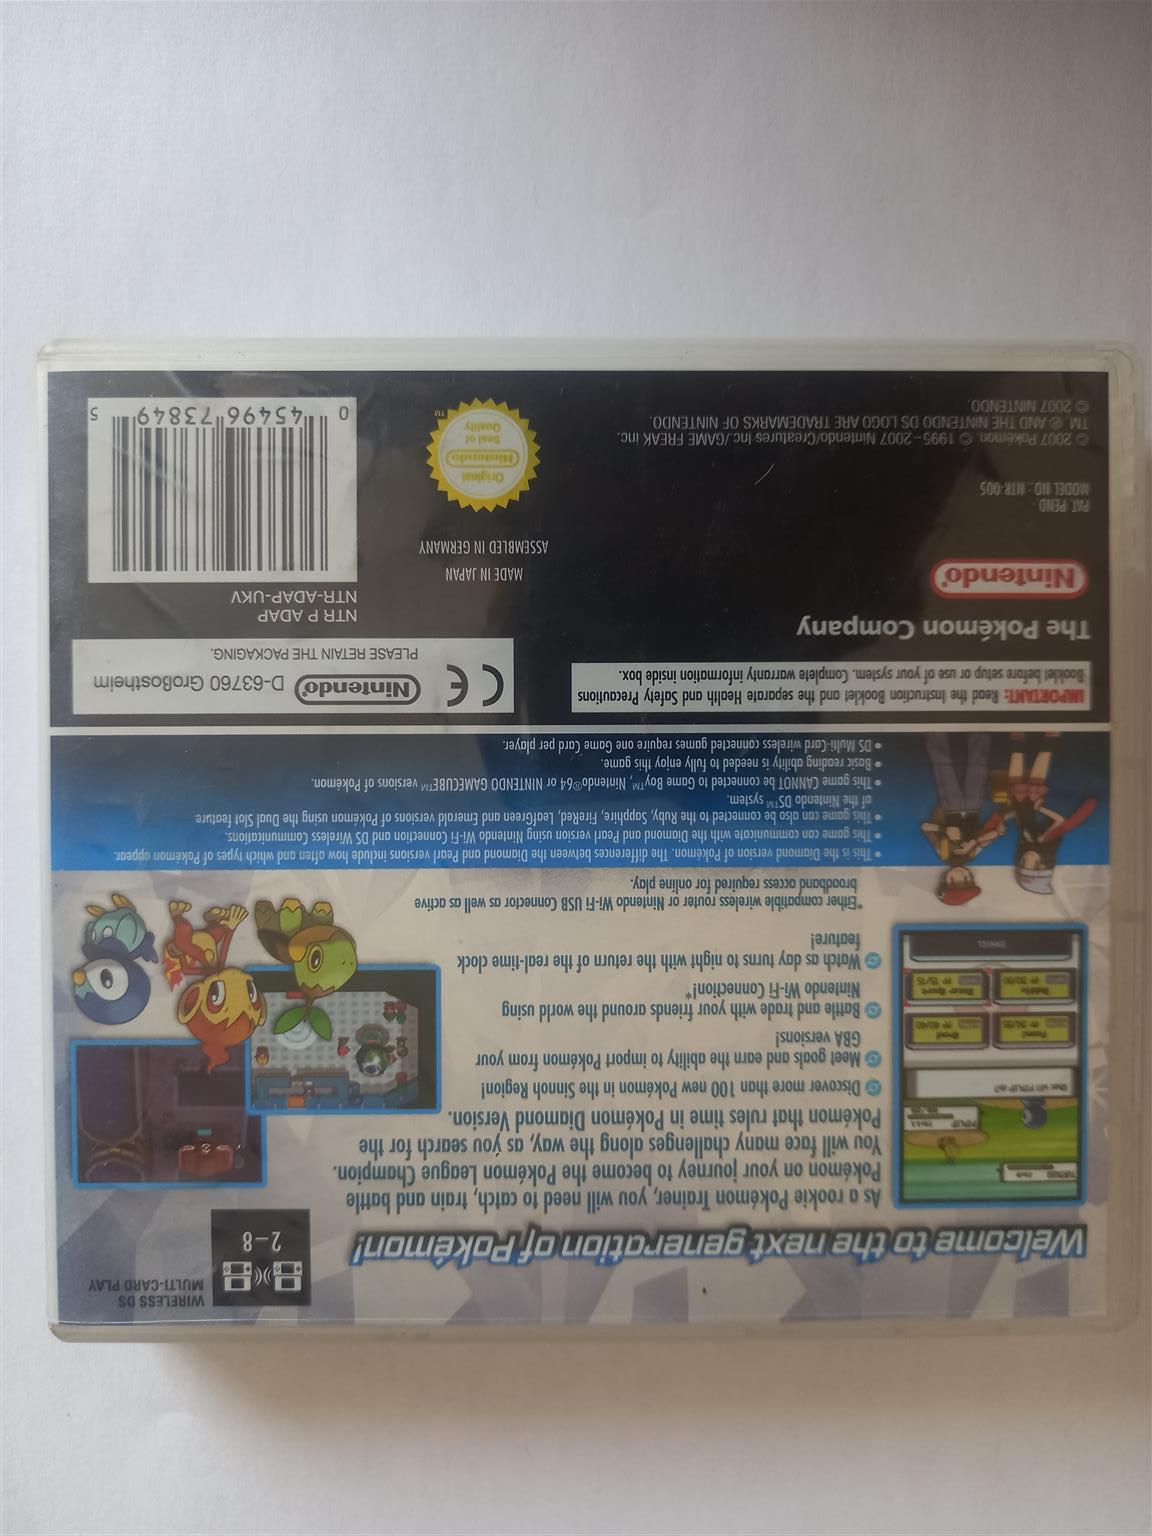 WIRELESS DS
MULTI-CARD PLAY
2–8
Welcome to the next generation of Pokémon!
As a rookie Pokémon Trainer, you will need to catch, train and battle
Pokémon on your journey to become the Pokémon League Champion.
You will face many challenges along the way, as you search for the
Pokémon that rules time in Pokémon Diamond Version.
Discover more than 100 new Pokémon in the Sinnoh Region!
Meet goals and earn the ability to import Pokémon from your
GBA versions!
Battle and trade with your friends around the world using
Nintendo Wi-Fi Connection!*
Watch as day turns to night with the return of the real-time clock
feature!
*Either compatible wireless router or Nintendo Wi-Fi USB Connector as well as active
broadband access required for online play.
CANCEL
• This is the Diamond version of Pokémon. The differences between the Diamond and Pearl versions include how often and which types of Pokémon appear.
• This game can communicate with the Diamond and Pearl version using Nintendo Wi-Fi Connection and DS Wireless Communications.
• This game can also be connected to the Ruby, Sapphire, FireRed, LeafGreen and Emerald versions of Pokémon using the Dual Slot feature
of the Nintendo DS™ system.
• This game CANNOT be connected to Game Boy™, Nintendo®64 or NINTENDO GAMECUBE™ versions of Pokémon.
• Basic reading ability is needed to fully enjoy this game.
• DS Multi-Card wireless connected games require one Game Card per player.
IMPORTANT: Read the Instruction Booklet and the separate Health and Safety Precautions
Booklet before setup or use of your system. Complete warranty information inside box.
CE
Nintendo®
D-63760 Großostheim
PLEASE RETAIN THE PACKAGING.
The Pokémon Company
Nintendo®
PAT. PEND.
MODEL NO.: NTR-005
© 2007 Pokémon. © 1995–2007 Nintendo/Creatures Inc./GAME FREAK inc.
TM, ® AND THE NINTENDO DS LOGO ARE TRADEMARKS OF NINTENDO.
© 2007 NINTENDO.
MADE IN JAPAN
ASSEMBLED IN GERMANY
Original
Nintendo
Seal of
Quality
TM
NTR P ADAP
NTR-ADAP-UKV
0 45496 73849 5